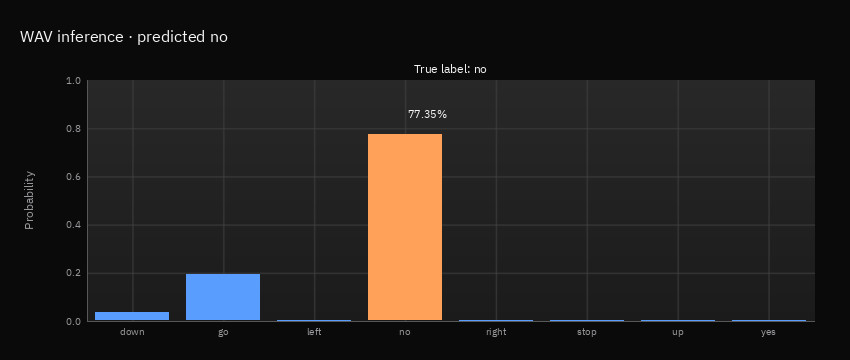 WAV inference · predicted no
True label: no
1.0
77.35%
0.8
0.6
Probability
0.4
0.2
0.0
down go left no right stop up yes